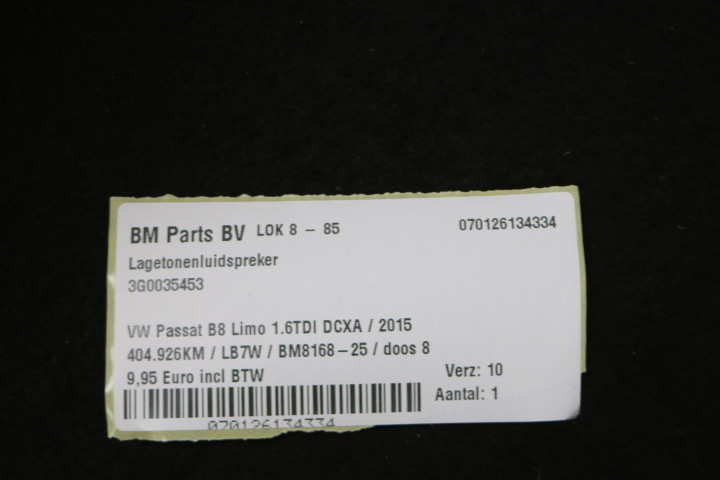 BM Parts BV LOK 8 - 85 070126134334
Lagetonenluidspreker
3G0035453
VW Passat B8 Limo 1.6TDI DCXA / 2015
404.926KM / LB7W / BM8168-25 / doos 8
9,95 Euro incl BTW Verz: 10
Aantal: 1
070126134334